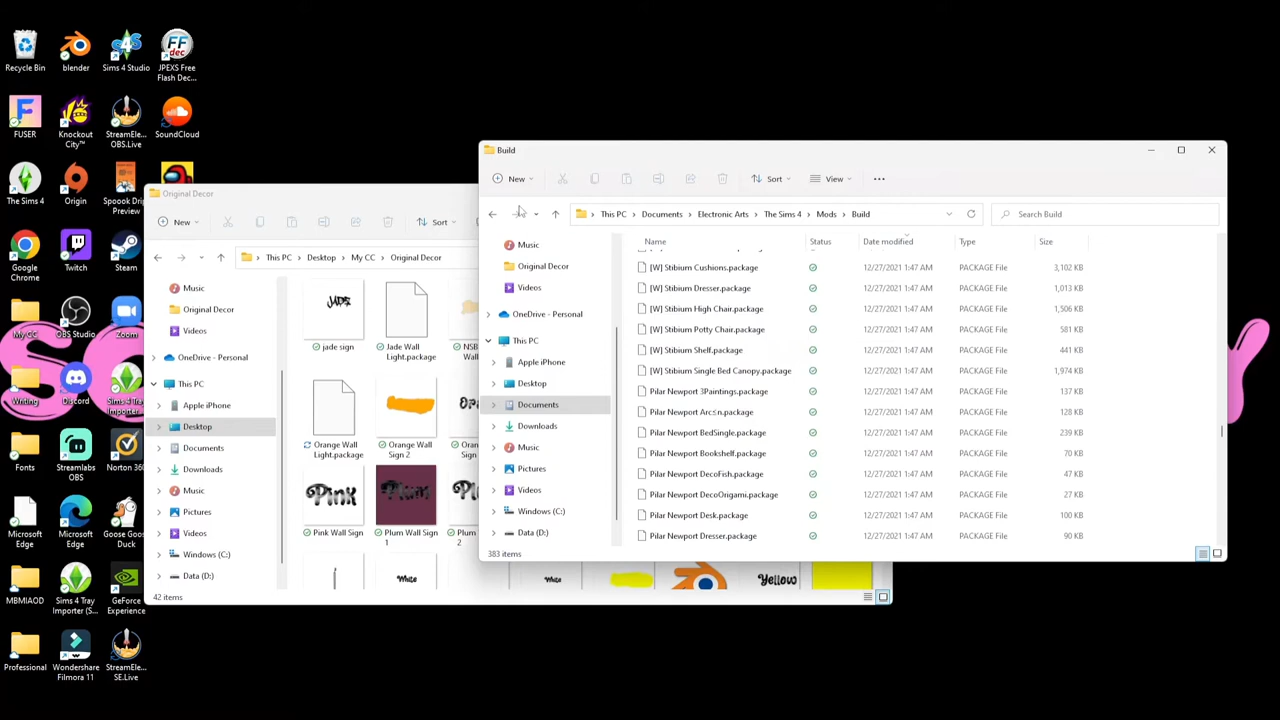 Recycle Bin
blender
Sims 4 Studio
JPEXS Free Flash Dec...
FUSER
Knockout City™
StreamEle... OBS.Live
SoundCloud
The Sims 4
Origin
Spoook Drip Preview
Google Chrome
Twitch
Steam
My CC
OBS Studio
Zoom
Writing
Discord
Sims 4 Tray Importer ...
Fonts
Streamlabs OBS
Norton 360
Microsoft Edge
Microsoft Edge
Goose Goose Duck
MBMIAOD
Sims 4 Tray Importer (S...
GeForce Experience
Professional
Wondershare Filmora 11
StreamEle... SE.Live
Original Decor
New
Sort
This PC > Desktop > My CC > Original Decor
Music
Original Decor
Videos
OneDrive - Personal
This PC
Apple iPhone
Desktop
Documents
Downloads
Music
Pictures
Videos
Windows (C:)
Data (D:)
JADE
jade sign
Jade Wall Light.package
Orange Wall Light.package
Orange Wall Sign 2
Pink
Pink Wall Sign
Plum
Plum Wall Sign 1
White
White
Yellow
42 items
Build
New
Sort
View
This PC > Documents > Electronic Arts > The Sims 4 > Mods > Build
Search Build
Music
Original Decor
Videos
OneDrive - Personal
This PC
Apple iPhone
Desktop
Documents
Downloads
Music
Pictures
Videos
Windows (C:)
Data (D:)
Name Status Date modified Type Size
[W] Stibium Cushions.package 12/27/2021 1:47 AM PACKAGE File 3,102 KB
[W] Stibium Dresser.package 12/27/2021 1:47 AM PACKAGE File 1,013 KB
[W] Stibium High Chair.package 12/27/2021 1:47 AM PACKAGE File 1,506 KB
[W] Stibium Potty Chair.package 12/27/2021 1:47 AM PACKAGE File 581 KB
[W] Stibium Shelf.package 12/27/2021 1:47 AM PACKAGE File 441 KB
[W] Stibium Single Bed Canopy.package 12/27/2021 1:47 AM PACKAGE File 1,974 KB
Pilar Newport 3Paintings.package 12/27/2021 1:47 AM PACKAGE File 137 KB
Pilar Newport 12/27/2021 1:47 AM PACKAGE File 128 KB
Pilar Newport BedSingle.package 12/27/2021 1:47 AM PACKAGE File 239 KB
Pilar Newport Bookshelf.package 12/27/2021 1:47 AM PACKAGE File 70 KB
Pilar Newport DecoFish.package 12/27/2021 1:47 AM PACKAGE File 47 KB
Pilar Newport DecoOrigami.package 12/27/2021 1:47 AM PACKAGE File 27 KB
Pilar Newport Desk.package 12/27/2021 1:47 AM PACKAGE File 100 KB
Pilar Newport Dresser.package 12/27/2021 1:47 AM PACKAGE File 90 KB
383 items